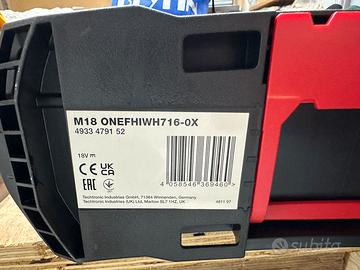 M18 ONEFHIWH716-0X
4933 4791 52
18V
CE UK CA
EAC
4 058546 369460 >
Techtronic Industries GmbH, 71364 Winnenden, Germany
Techtronic Industries (UK) Ltd, Marlow SL7 1HZ, UK
4811 97
subito